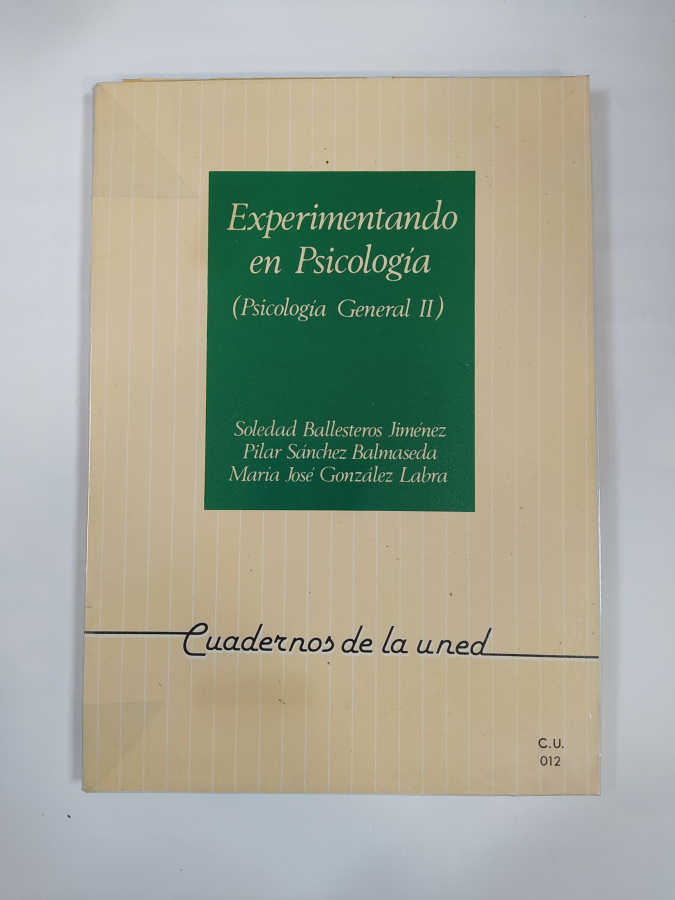 Experimentando
en Psicología
(Psicología General II)
Soledad Ballesteros Jiménez
Pilar Sánchez Balmaseda
María José González Labra
Cuadernos de la uned
C.U.
012